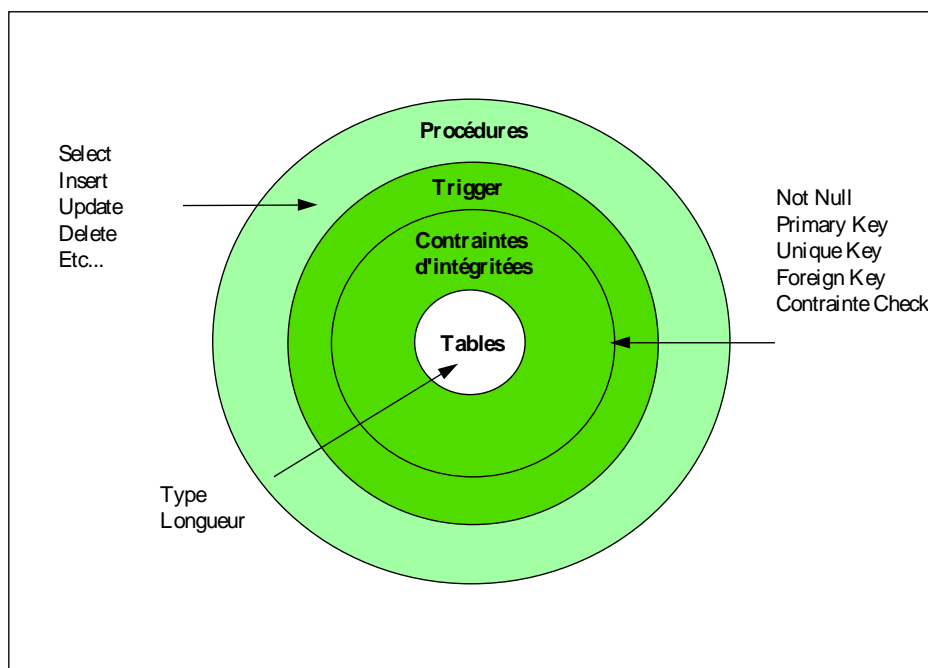 Procédures
Select
Insert
Update
Delete
Etc...
Trigger
Contraintes
d'intégritées
Not Null
Primary Key
Unique Key
Foreign Key
Contrainte Check
Tables
Type
Longueur